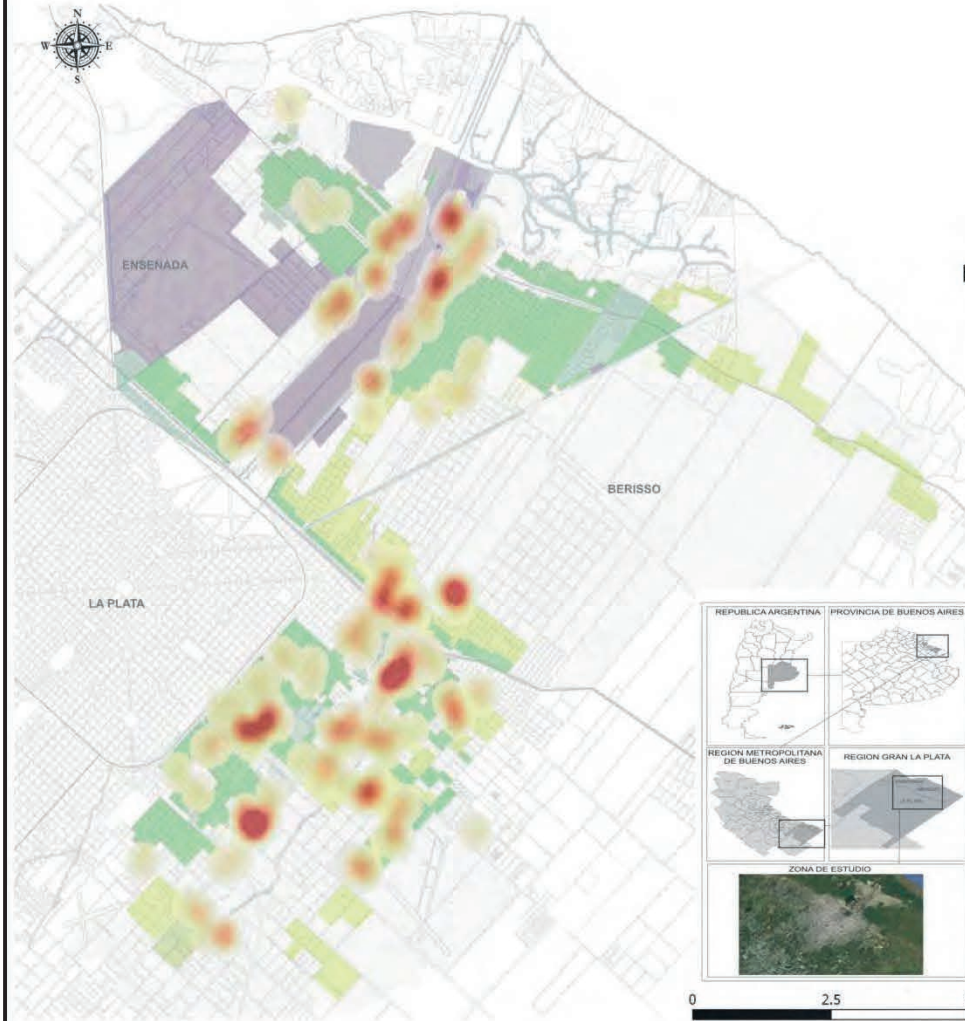 N
W E
S
ENSENADA
BERISSO
LA PLATA
REPUBLICA ARGENTINA
PROVINCIA DE BUENOS AIRES
REGION METROPOLITANA
DE BUENOS AIRES
REGION GRAN LA PLATA
ZONA DE ESTUDIO
0 2.5